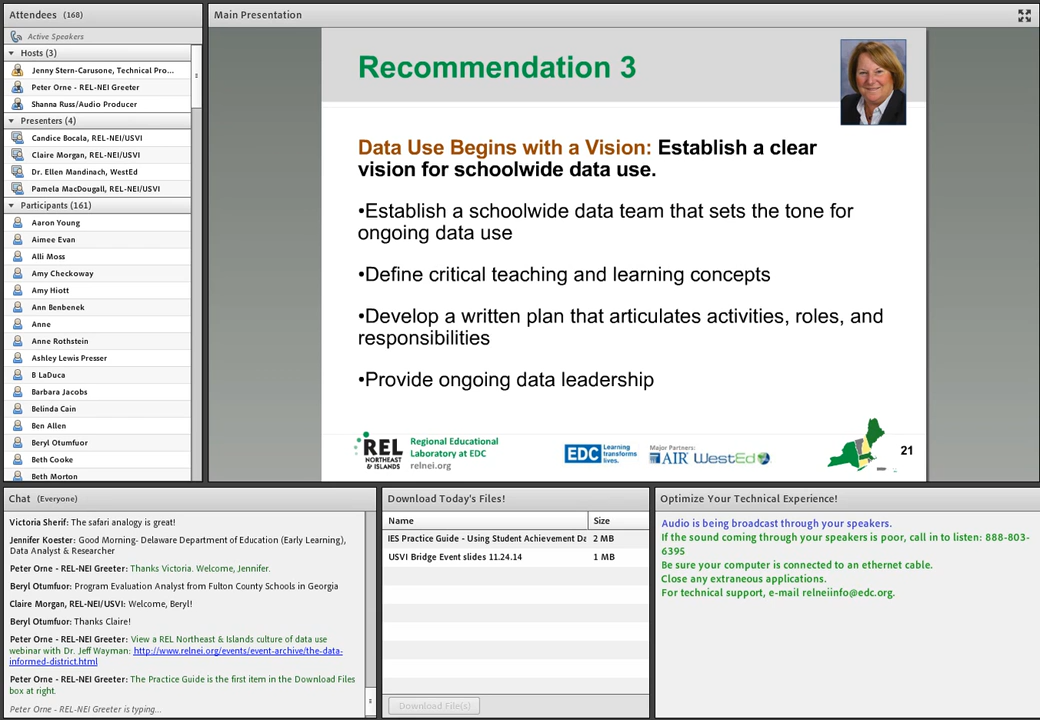 Attendees (168)
Active Speakers
Hosts (3)
Jenny Stern-Carusone, Technical Pro...
Peter Orne - REL-NEI Greeter
Shanna Russ/Audio Producer
Presenters (4)
Candice Bocala, REL-NEI/USVI
Claire Morgan, REL-NEI/USVI
Dr. Ellen Mandinach, WestEd
Pamela MacDougall, REL-NEI/USVI
Participants (161)
Aaron Young
Aimee Evan
Alli Moss
Amy Checkoway
Amy Hiott
Ann Benbenek
Anne
Anne Rothstein
Ashley Lewis Presser
B LaDuca
Barbara Jacobs
Belinda Cain
Ben Allen
Beryl Otumfuor
Beth Cooke
Beth Morton
Main Presentation
Recommendation 3
Data Use Begins with a Vision: Establish a clear
vision for schoolwide data use.
•Establish a schoolwide data team that sets the tone for
ongoing data use
•Define critical teaching and learning concepts
•Develop a written plan that articulates activities, roles, and
responsibilities
•Provide ongoing data leadership
REL
NORTHEAST
& ISLANDS
Regional Educational
Laboratory at EDC
relnei.org
EDC
Learning
transforms
lives.
Major Partners:
AIR WestEd
21
Chat (Everyone)
Victoria Sherif: The safari analogy is great!
Jennifer Koester: Good Morning- Delaware Department of Education (Early Learning),
Data Analyst & Researcher
Peter Orne - REL-NEI Greeter: Thanks Victoria. Welcome, Jennifer.
Beryl Otumfuor: Program Evaluation Analyst from Fulton County Schools in Georgia
Claire Morgan, REL-NEI/USVI: Welcome, Beryl!
Beryl Otumfuor: Thanks Claire!
Peter Orne - REL-NEI Greeter: View a REL Northeast & Islands culture of data use
webinar with Dr. Jeff Wayman: http://www.relnei.org/events/event-archive/the-data-
informed-district.html
Peter Orne - REL-NEI Greeter: The Practice Guide is the first item in the Download Files
box at right.
Peter Orne - REL-NEI Greeter is typing...
Download Today's Files!
Name Size
IES Practice Guide - Using Student Achievement Da 2 MB
USVI Bridge Event slides 11.24.14 1 MB
Download File(s)
Optimize Your Technical Experience!
Audio is being broadcast through your speakers.
If the sound coming through your speakers is poor, call in to listen: 888-803-
6395
Be sure your computer is connected to an ethernet cable.
Close any extraneous applications.
For technical support, e-mail relneiinfo@edc.org.